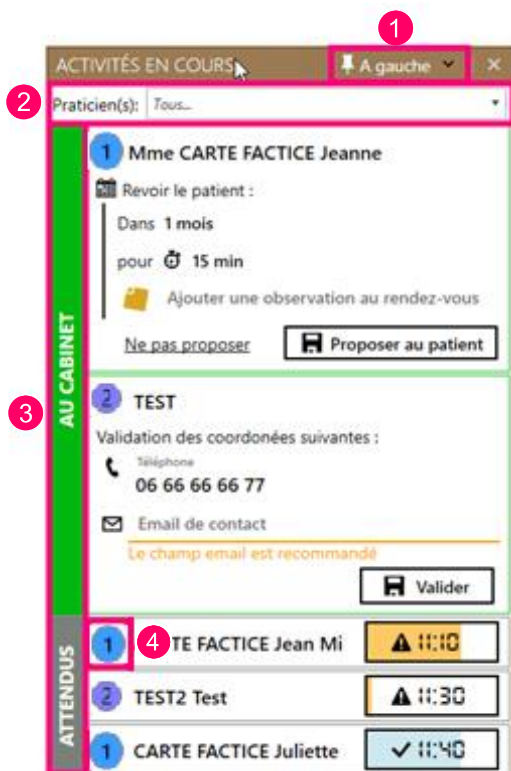 1
ACTIVITÉS EN COURS
A gauche
2
Praticien(s): Tous...
AU CABINET
1 Mme CARTE FACTICE Jeanne
Revoir le patient :
Dans 1 mois
pour 15 min
Ajouter une observation au rendez-vous
Ne pas proposer
Proposer au patient
3
2 TEST
Validation des coordonées suivantes :
Téléphone
06 66 66 66 77
Email de contact
Le champ email est recommandé
Valider
ATTENDUS
1 4 TE FACTICE Jean Mi 11:10
2 TEST2 Test 11:30
1 CARTE FACTICE Juliette 11:40